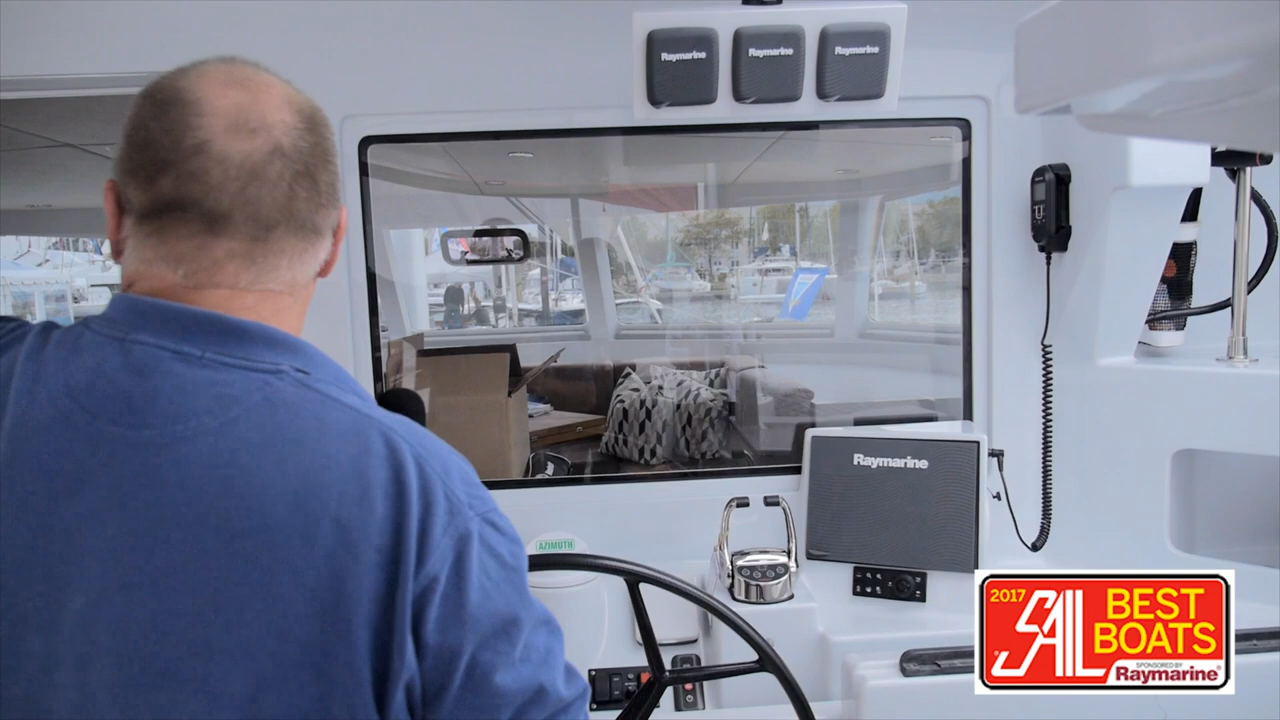 Raymarine
Raymarine
Raymarine
Raymarine
AZIMUTH
2017
SAIL
BEST
BOATS
SPONSORED BY
Raymarine®